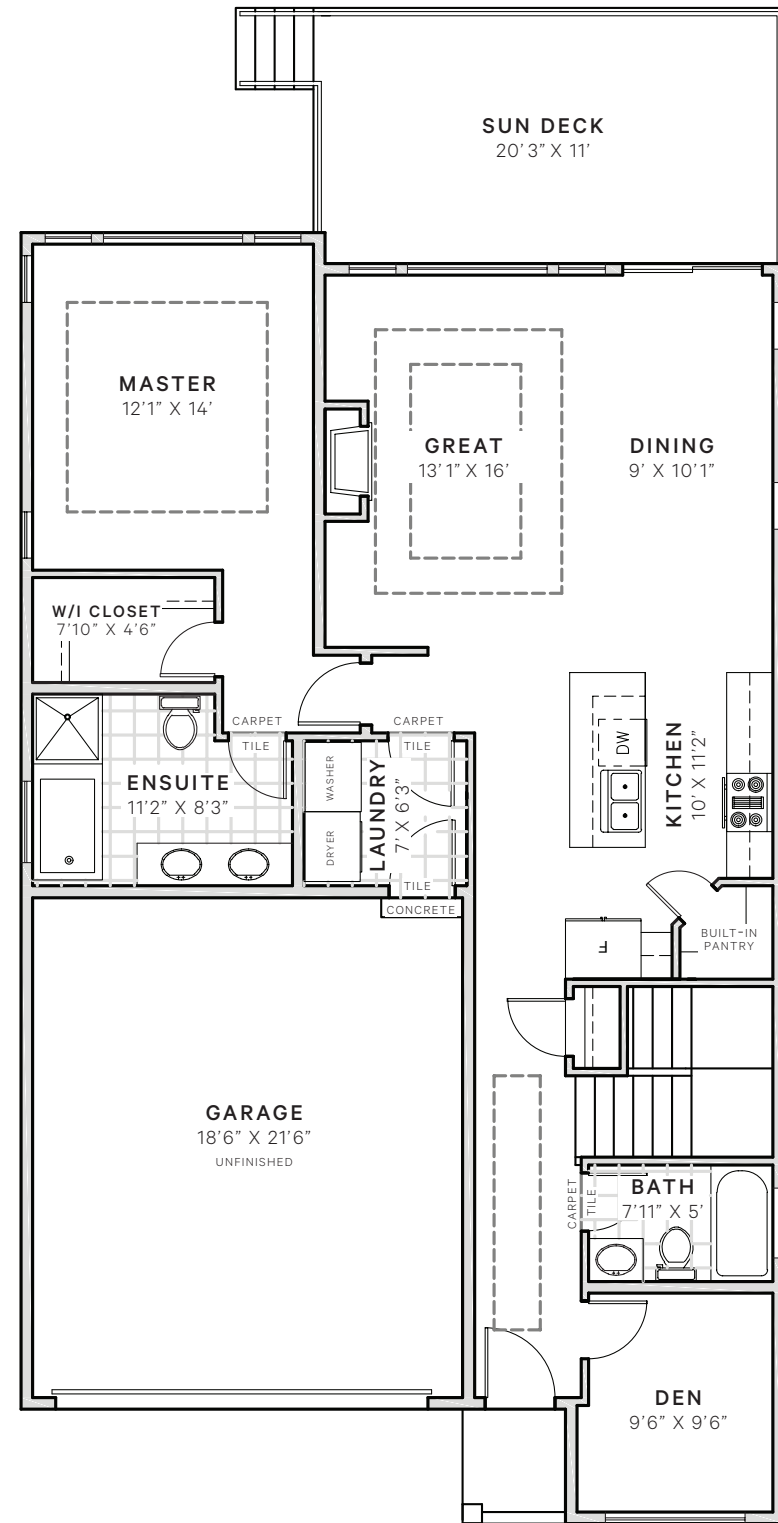 SUN DECK
20'3" X 11'
MASTER
12'1" X 14'
GREAT
13'1" X 16'
DINING
9' X 10'1"
W/I CLOSET
7'10" X 4'6"
CARPET
TILE
CARPET
TILE
ENSUITE
11'2" X 8'3"
WASHER
DRYER
LAUNDRY
7' X 6'3"
TILE
CONCRETE
DW
KITCHEN
10' X 11'2"
F
BUILT-IN
PANTRY
GARAGE
18'6" X 21'6"
UNFINISHED
CARPET
TILE
BATH
7'11" X 5'
DEN
9'6" X 9'6"